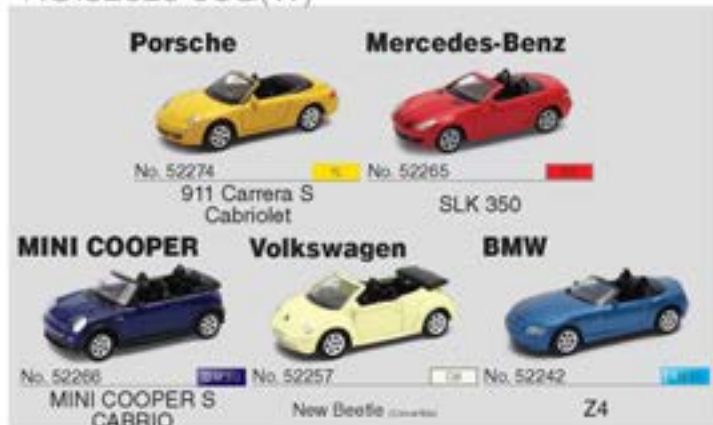 Porsche
Mercedes-Benz
No. 52274
YL
No. 52265
911 Carrera S
Cabriolet
SLK 350
MINI COOPER
Volkswagen
BMW
No. 52266
No. 52257
No. 52242
MINI COOPER S
CABRIO
New Beetle
Z4